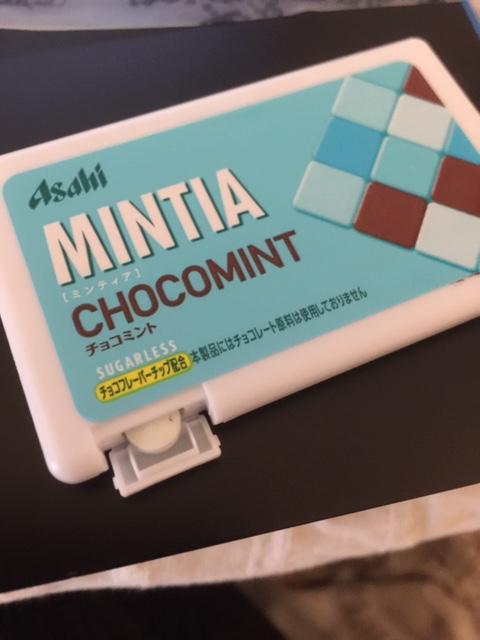 Asahi
MINTIA
[ミンティア]
CHOCOMINT
チョコミント
SUGARLESS
チョコフレーバーチップ配合
本製品にはチョコレート原料は使用しておりません